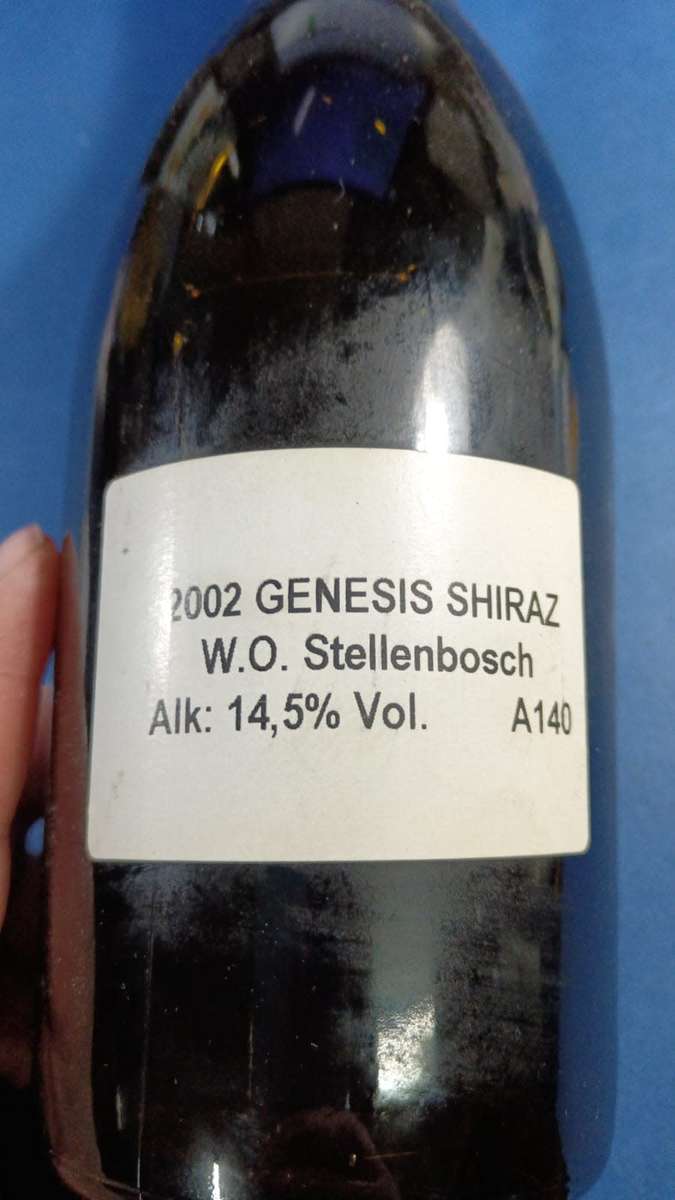 2002 GENESIS SHIRAZ
W.O. Stellenbosch
Alk: 14,5% Vol. A140